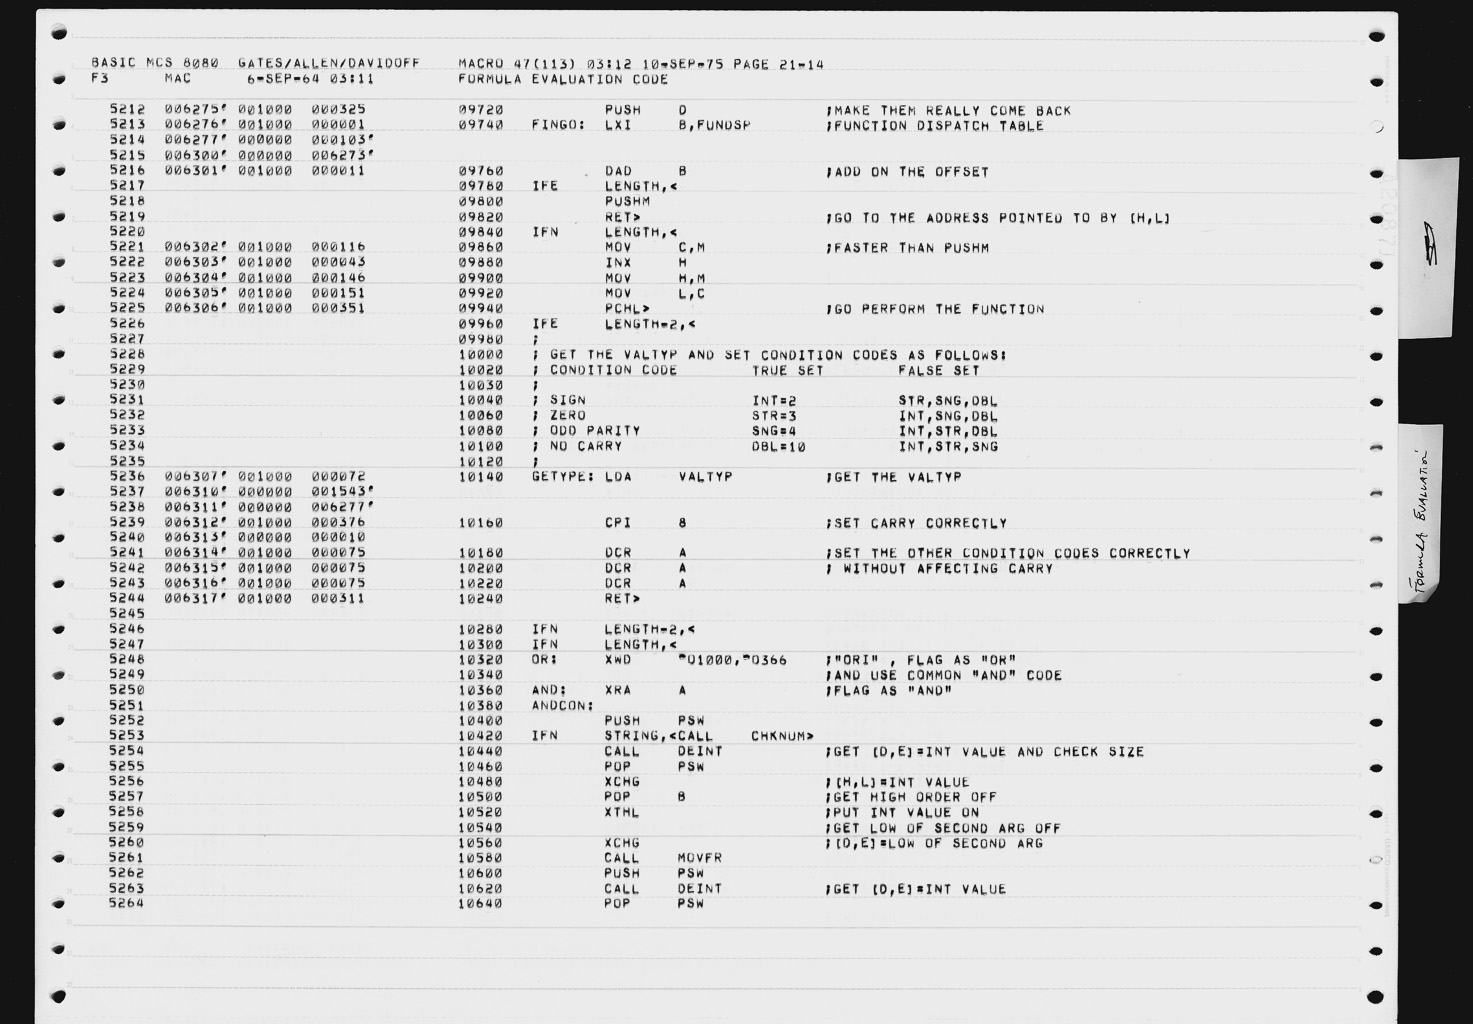 BASIC MCS 8080  GATES/ALLEN/DAVIDOFF  MACRO 47(113) 03:12 10-SEP-75 PAGE 21-14
F3  MAC  6-SEP-64 03:11  FORMULA EVALUATION CODE
5212 006275' 001000 000325 09720 PUSH D ;MAKE THEM REALLY COME BACK
5213 006276' 001000 000001 09740 FINGO: LXI B,FUNDSP ;FUNCTION DISPATCH TABLE
5214 006277' 000000 000103'
5215 006300' 000000 006273'
5216 006301' 001000 000011 09760 DAD B ;ADD ON THE OFFSET
5217 09780 IFE LENGTH,<
5218 09800 PUSHM
5219 09820 RET> ;GO TO THE ADDRESS POINTED TO BY [H,L]
5220 09840 IFN LENGTH,<
5221 006302' 001000 000116 09860 MOV C,M ;FASTER THAN PUSHM
5222 006303' 001000 000043 09880 INX H
5223 006304' 001000 000146 09900 MOV H,M
5224 006305' 001000 000151 09920 MOV L,C
5225 006306' 001000 000351 09940 PCHL> ;GO PERFORM THE FUNCTION
5226 09960 IFE LENGTH-2,<
5227 09980 ;
5228 10000 ; GET THE VALTYP AND SET CONDITION CODES AS FOLLOWS:
5229 10020 ; CONDITION CODE TRUE SET FALSE SET
5230 10030 ;
5231 10040 ; SIGN INT=2 STR,SNG,DBL
5232 10060 ; ZERO STR=3 INT,SNG,DBL
5233 10080 ; ODD PARITY SNG=4 INT,STR,DBL
5234 10100 ; NO CARRY DBL=10 INT,STR,SNG
5235 10120 ;
5236 006307' 001000 000072 10140 GETYPE: LDA VALTYP ;GET THE VALTYP
5237 006310' 000000 001543'
5238 006311' 000000 006277'
5239 006312' 001000 000376 10160 CPI 8 ;SET CARRY CORRECTLY
5240 006313' 000000 000010
5241 006314' 001000 000075 10180 DCR A ;SET THE OTHER CONDITION CODES CORRECTLY
5242 006315' 001000 000075 10200 DCR A ; WITHOUT AFFECTING CARRY
5243 006316' 001000 000075 10220 DCR A
5244 006317' 001000 000311 10240 RET>
5245
5246 10280 IFN LENGTH-2,<
5247 10300 IFN LENGTH,<
5248 10320 OR: XWD ^O1000,^O366 ;"ORI" , FLAG AS "OR"
5249 10340 ;AND USE COMMON "AND" CODE
5250 10360 AND: XRA A ;FLAG AS "AND"
5251 10380 ANDCON:
5252 10400 PUSH PSW
5253 10420 IFN STRING,<CALL CHKNUM>
5254 10440 CALL DEINT ;GET [D,E]=INT VALUE AND CHECK SIZE
5255 10460 POP PSW
5256 10480 XCHG ;[H,L]=INT VALUE
5257 10500 POP B ;GET HIGH ORDER OFF
5258 10520 XTHL ;PUT INT VALUE ON
5259 10540 ;GET LOW OF SECOND ARG OFF
5260 10560 XCHG ;[D,E]=LOW OF SECOND ARG
5261 10580 CALL MOVFR
5262 10600 PUSH PSW
5263 10620 CALL DEINT ;GET [D,E]=INT VALUE
5264 10640 POP PSW
FORMULA EVALUATION